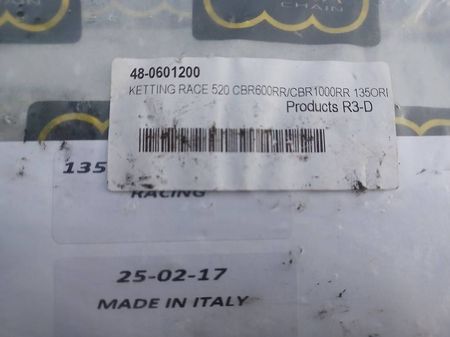 CHAIN
48-0601200
KETTING RACE 520 CBR600RR/CBR1000RR 135ORI
Products R3-D
135
RACING
25-02-17
MADE IN ITALY